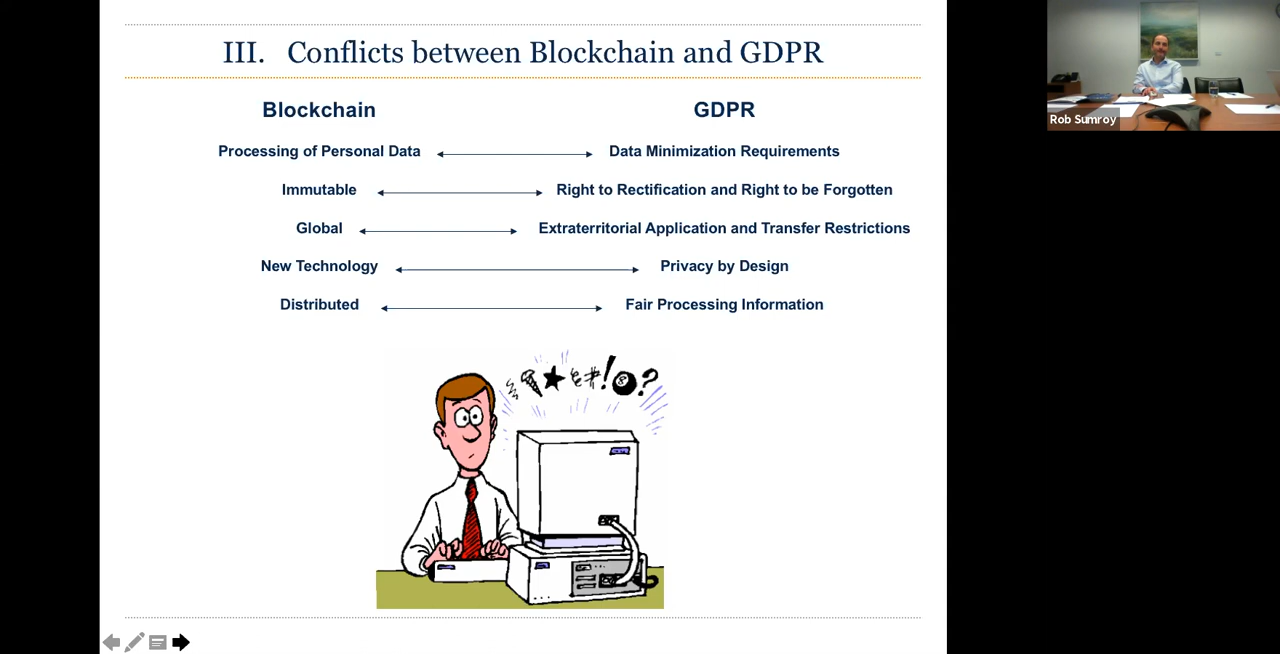 III. Conflicts between Blockchain and GDPR
Blockchain GDPR
Processing of Personal Data Data Minimization Requirements
Immutable Right to Rectification and Right to be Forgotten
Global Extraterritorial Application and Transfer Restrictions
New Technology Privacy by Design
Distributed Fair Processing Information
*#!8?
Rob Sumroy